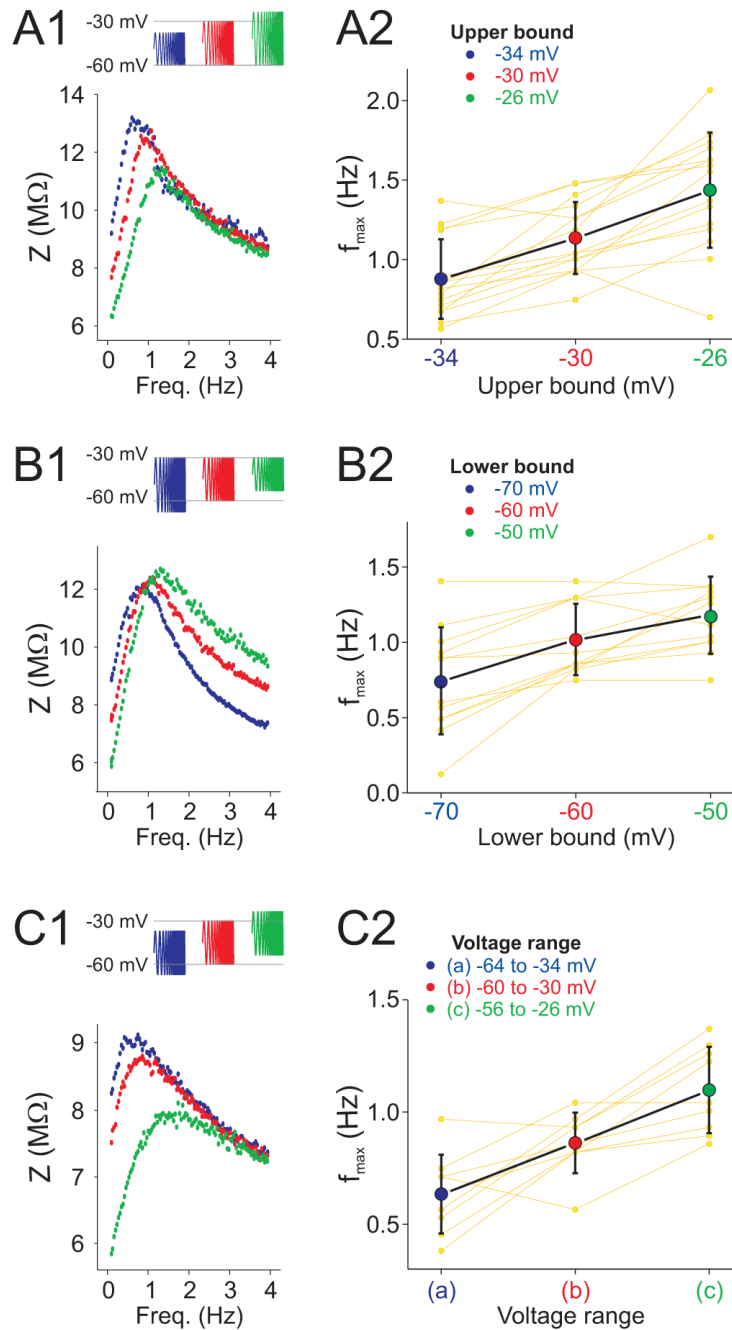 A1
-30 mV
-60 mV
14
12
10
8
6
Z (MΩ)
0 1 2 3 4
Freq. (Hz)
A2
Upper bound
-34 mV
-30 mV
-26 mV
2.0
1.5
1.0
0.5
fmax (Hz)
-34 -30 -26
Upper bound (mV)
B1
-30 mV
-60 mV
12
10
8
6
Z (MΩ)
0 1 2 3 4
Freq. (Hz)
B2
Lower bound
-70 mV
-60 mV
-50 mV
1.5
1.0
0.5
0.0
fmax (Hz)
-70 -60 -50
Lower bound (mV)
C1
-30 mV
-60 mV
9
8
7
6
Z (MΩ)
0 1 2 3 4
Freq. (Hz)
C2
Voltage range
(a) -64 to -34 mV
(b) -60 to -30 mV
(c) -56 to -26 mV
1.5
1.0
0.5
fmax (Hz)
(a) (b) (c)
Voltage range